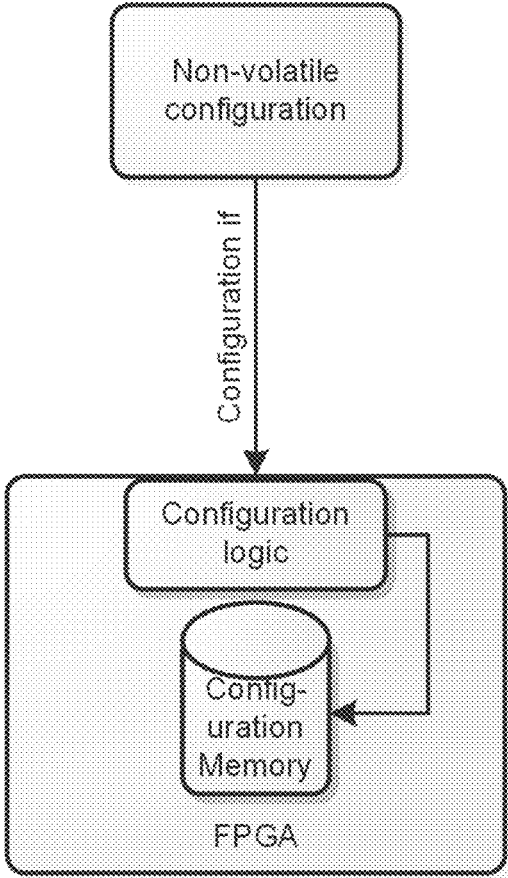 Non-volatile
configuration
Configuration if
Configuration
logic
Config-
uration
Memory
FPGA